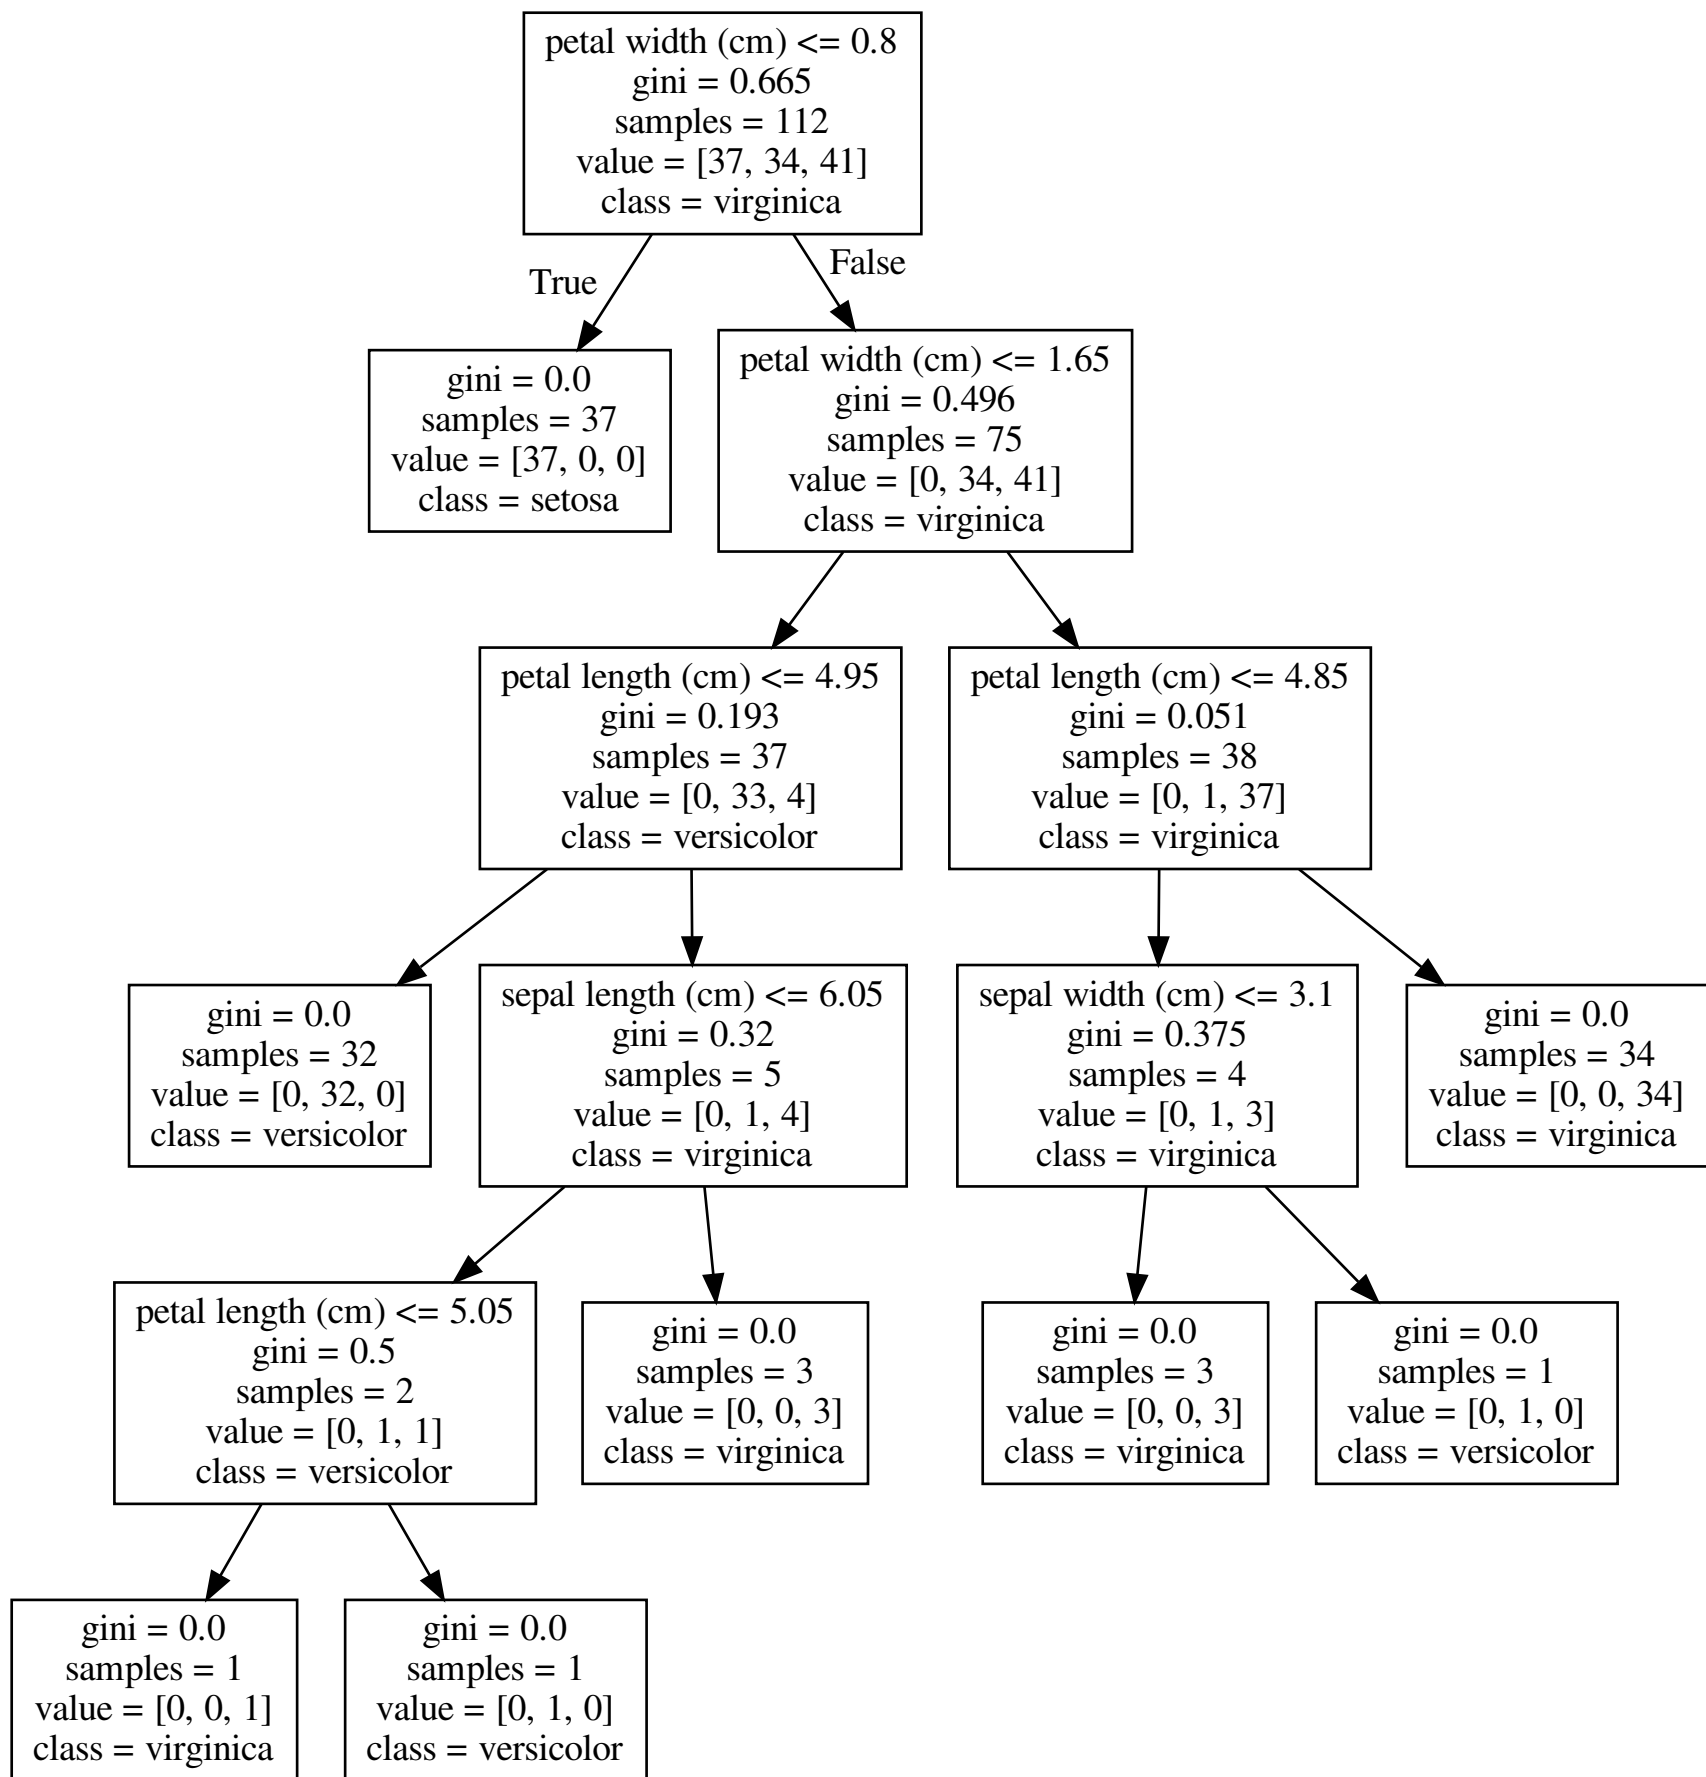 petal width (cm) <= 0.8
gini = 0.665
samples = 112
value = [37, 34, 41]
class = virginica
True
False
gini = 0.0
samples = 37
value = [37, 0, 0]
class = setosa
petal width (cm) <= 1.65
gini = 0.496
samples = 75
value = [0, 34, 41]
class = virginica
petal length (cm) <= 4.95
gini = 0.193
samples = 37
value = [0, 33, 4]
class = versicolor
petal length (cm) <= 4.85
gini = 0.051
samples = 38
value = [0, 1, 37]
class = virginica
gini = 0.0
samples = 32
value = [0, 32, 0]
class = versicolor
sepal length (cm) <= 6.05
gini = 0.32
samples = 5
value = [0, 1, 4]
class = virginica
sepal width (cm) <= 3.1
gini = 0.375
samples = 4
value = [0, 1, 3]
class = virginica
gini = 0.0
samples = 34
value = [0, 0, 34]
class = virginica
petal length (cm) <= 5.05
gini = 0.5
samples = 2
value = [0, 1, 1]
class = versicolor
gini = 0.0
samples = 3
value = [0, 0, 3]
class = virginica
gini = 0.0
samples = 3
value = [0, 0, 3]
class = virginica
gini = 0.0
samples = 1
value = [0, 1, 0]
class = versicolor
gini = 0.0
samples = 1
value = [0, 0, 1]
class = virginica
gini = 0.0
samples = 1
value = [0, 1, 0]
class = versicolor